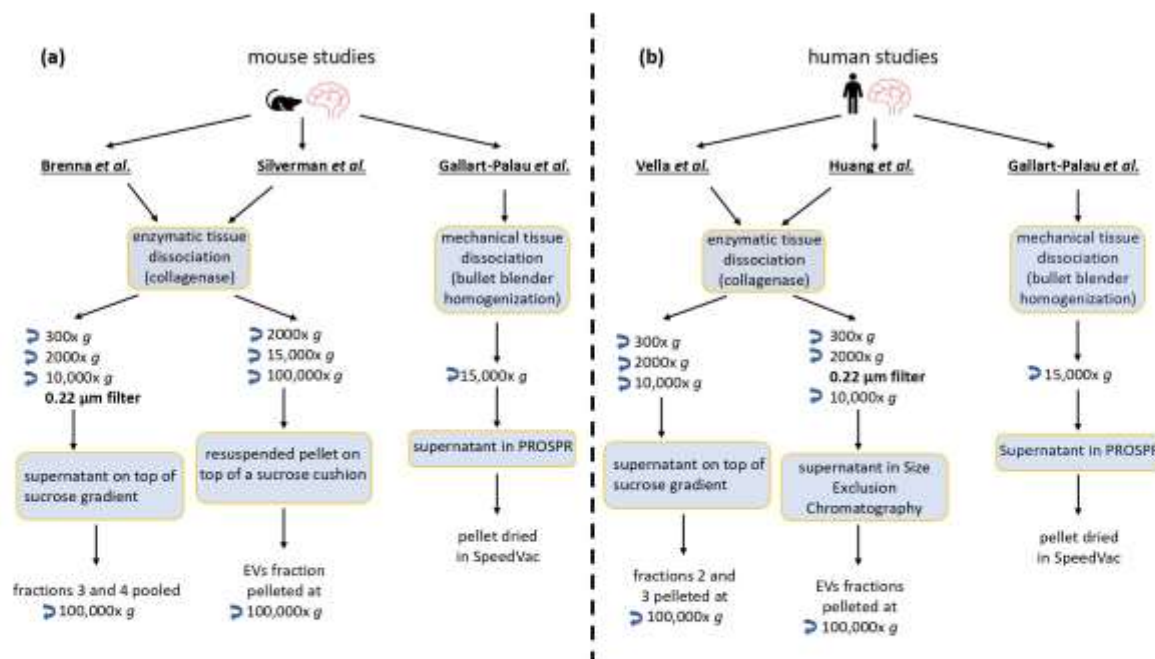 (a)
mouse studies
Brenna et al.
Silverman et al.
Gallart-Palau et al.
enzymatic tissue
dissociation
(collagenase)
mechanical tissue
dissociation
(bullet blender
homogenization)
300x g
2000x g
10,000x g
0.22 µm filter
2000x g
15,000x g
100,000x g
15,000x g
supernatant on top of
sucrose gradient
resuspended pellet on
top of a sucrose cushion
supernatant in PROSPR
fractions 3 and 4 pooled
100,000x g
EVs fraction
pelleted at
100,000x g
pellet dried
in SpeedVac
(b)
human studies
Vella et al.
Huang et al.
Gallart-Palau et al.
enzymatic tissue
dissociation
(collagenase)
mechanical tissue
dissociation
(bullet blender
homogenization)
300x g
2000x g
10,000x g
300x g
2000x g
0.22 µm filter
10,000x g
15,000x g
supernatant on top of
sucrose gradient
supernatant in Size
Exclusion
Chromatography
Supernatant in PROSPR
fractions 2 and
3 pelleted at
100,000x g
EVs fractions
pelleted at
100,000x g
pellet dried
in SpeedVac